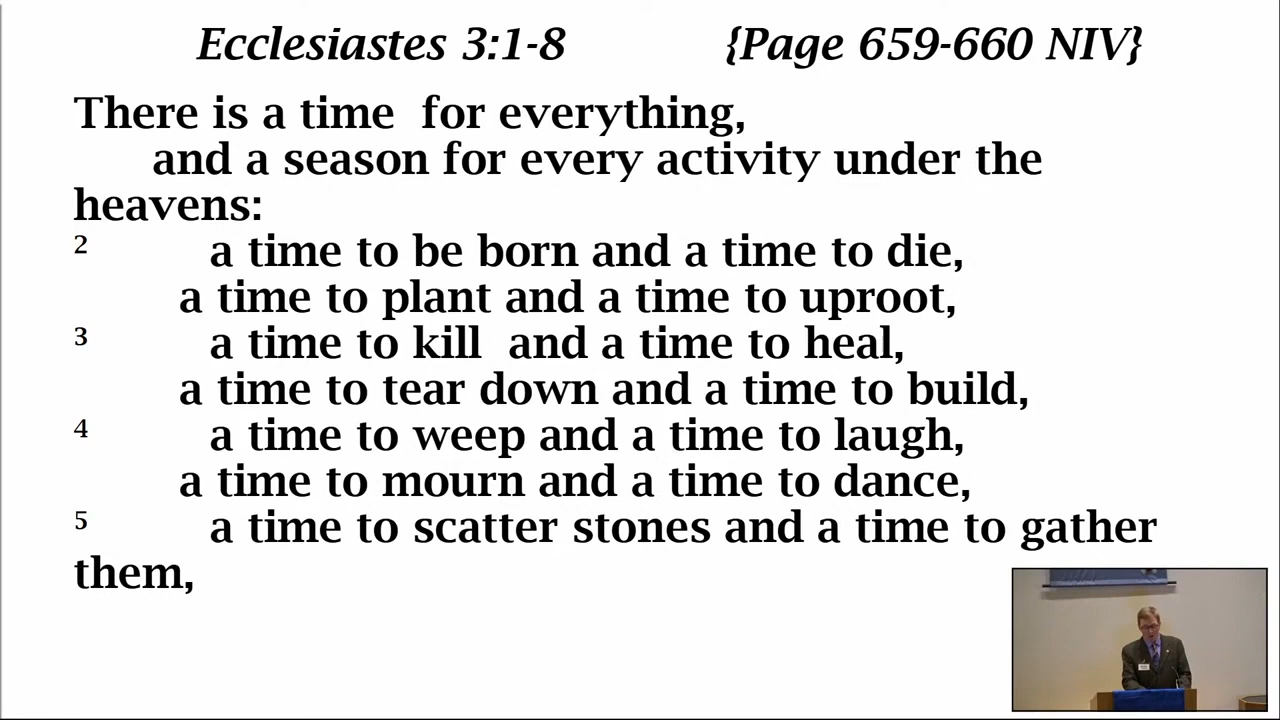 Ecclesiastes 3:1-8 {Page 659-660 NIV}
There is a time  for everything,
and a season for every activity under the
heavens:
2 a time to be born and a time to die,
a time to plant and a time to uproot,
3 a time to kill  and a time to heal,
a time to tear down and a time to build,
4 a time to weep and a time to laugh,
a time to mourn and a time to dance,
5 a time to scatter stones and a time to gather
them,